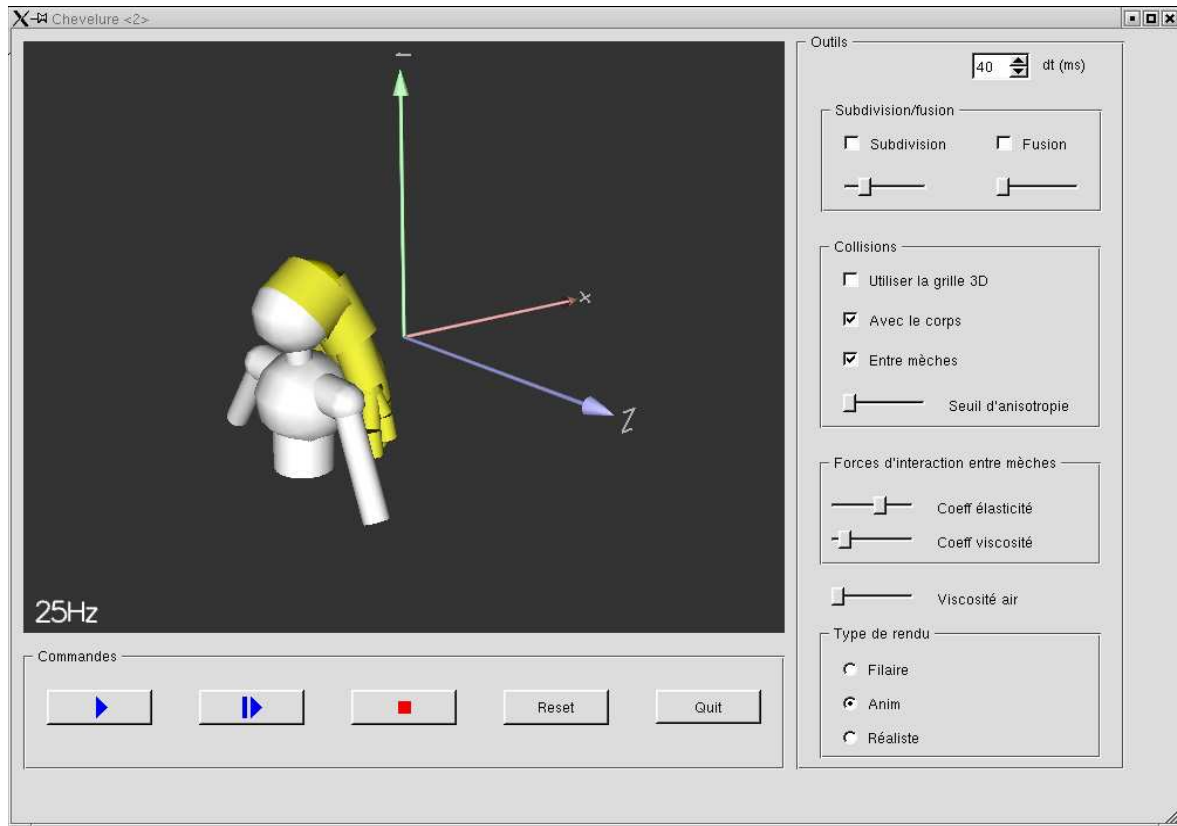 Chevelure <2>
Outils
40 dt (ms)
Subdivision/fusion
Subdivision Fusion
Collisions
Utiliser la grille 3D
Avec le corps
Entre mèches
Seuil d'anisotropie
Forces d'interaction entre mèches
Coeff élasticité
Coeff viscosité
Viscosité air
Type de rendu
Filaire
Anim
Réaliste
x
Z
25Hz
Commandes
Reset Quit